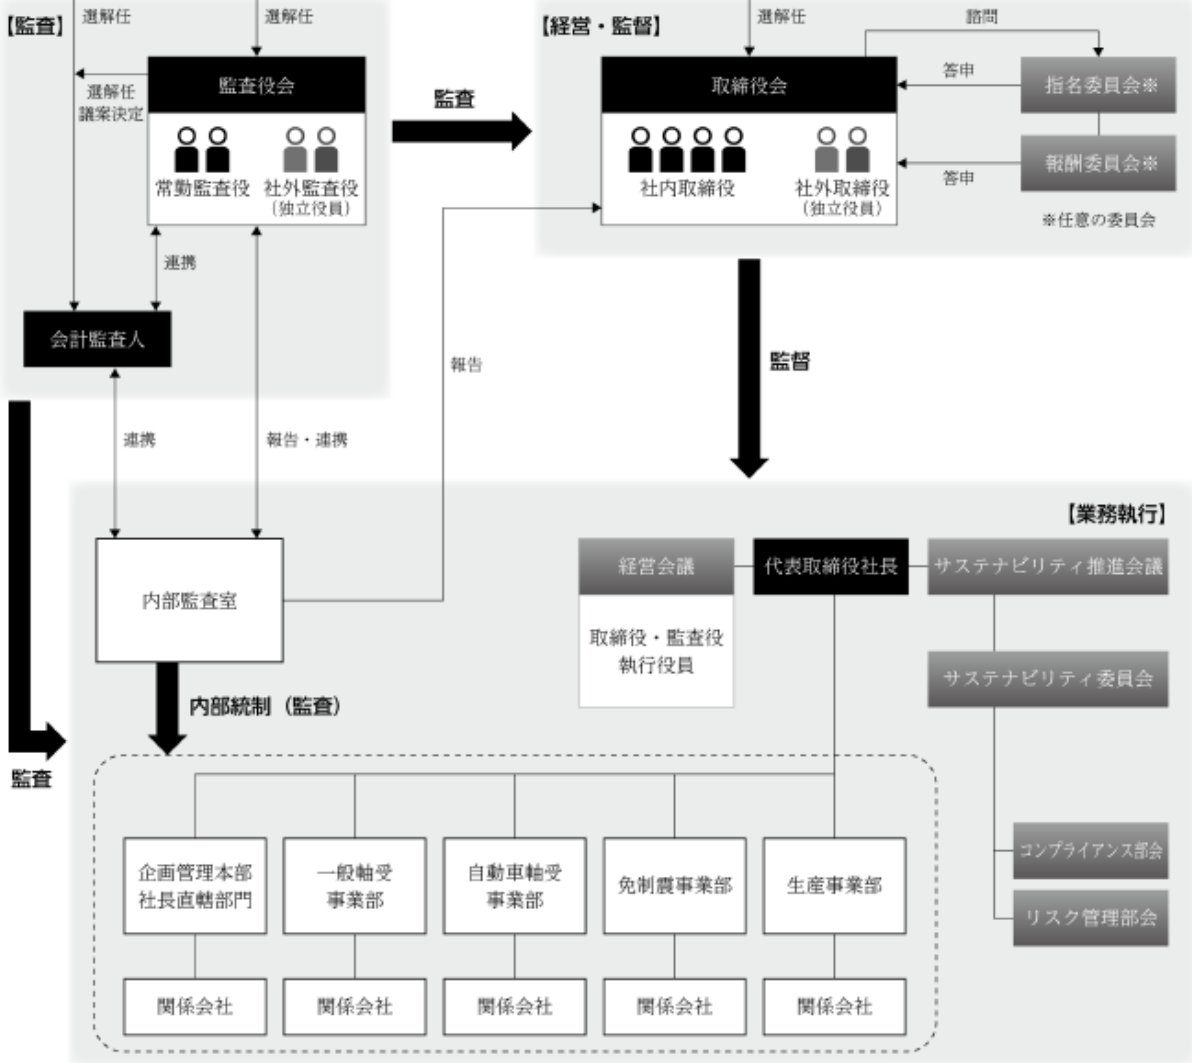 【監査】
選解任
選解任
【経営・監督】
選解任
諮問
監査役会
選解任
議案決定
常勤監査役
社外監査役
（独立役員）
監査
取締役会
社内取締役
社外取締役
（独立役員）
答申
指名委員会※
報酬委員会※
答申
※任意の委員会
連携
会計監査人
報告
監督
連携
報告・連携
【業務執行】
内部監査室
経営会議
取締役・監査役
執行役員
代表取締役社長
サステナビリティ推進会議
サステナビリティ委員会
内部統制（監査）
監査
企画管理本部
社長直轄部門
一般軸受
事業部
自動車軸受
事業部
免制震事業部
生産事業部
コンプライアンス部会
リスク管理部会
関係会社
関係会社
関係会社
関係会社
関係会社